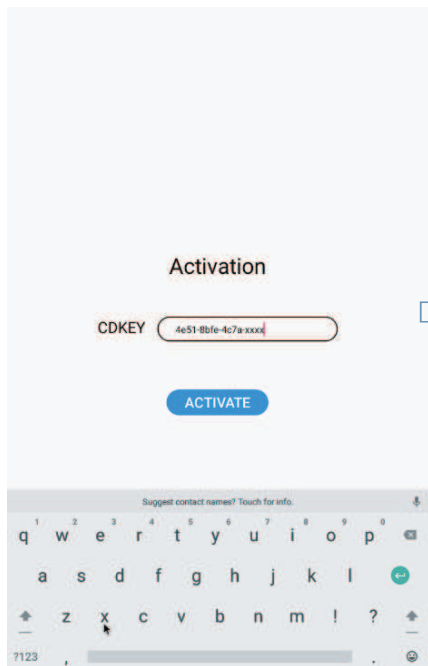 Activation
CDKEY 4e51-8bfe-4c7a-xxxx
ACTIVATE
Suggest contact names? Touch for info.
1 2 3 4 5 6 7 8 9 0
q w e r t y u i o p
a s d f g h j k l
z x c v b n m ! ?
?123 , .